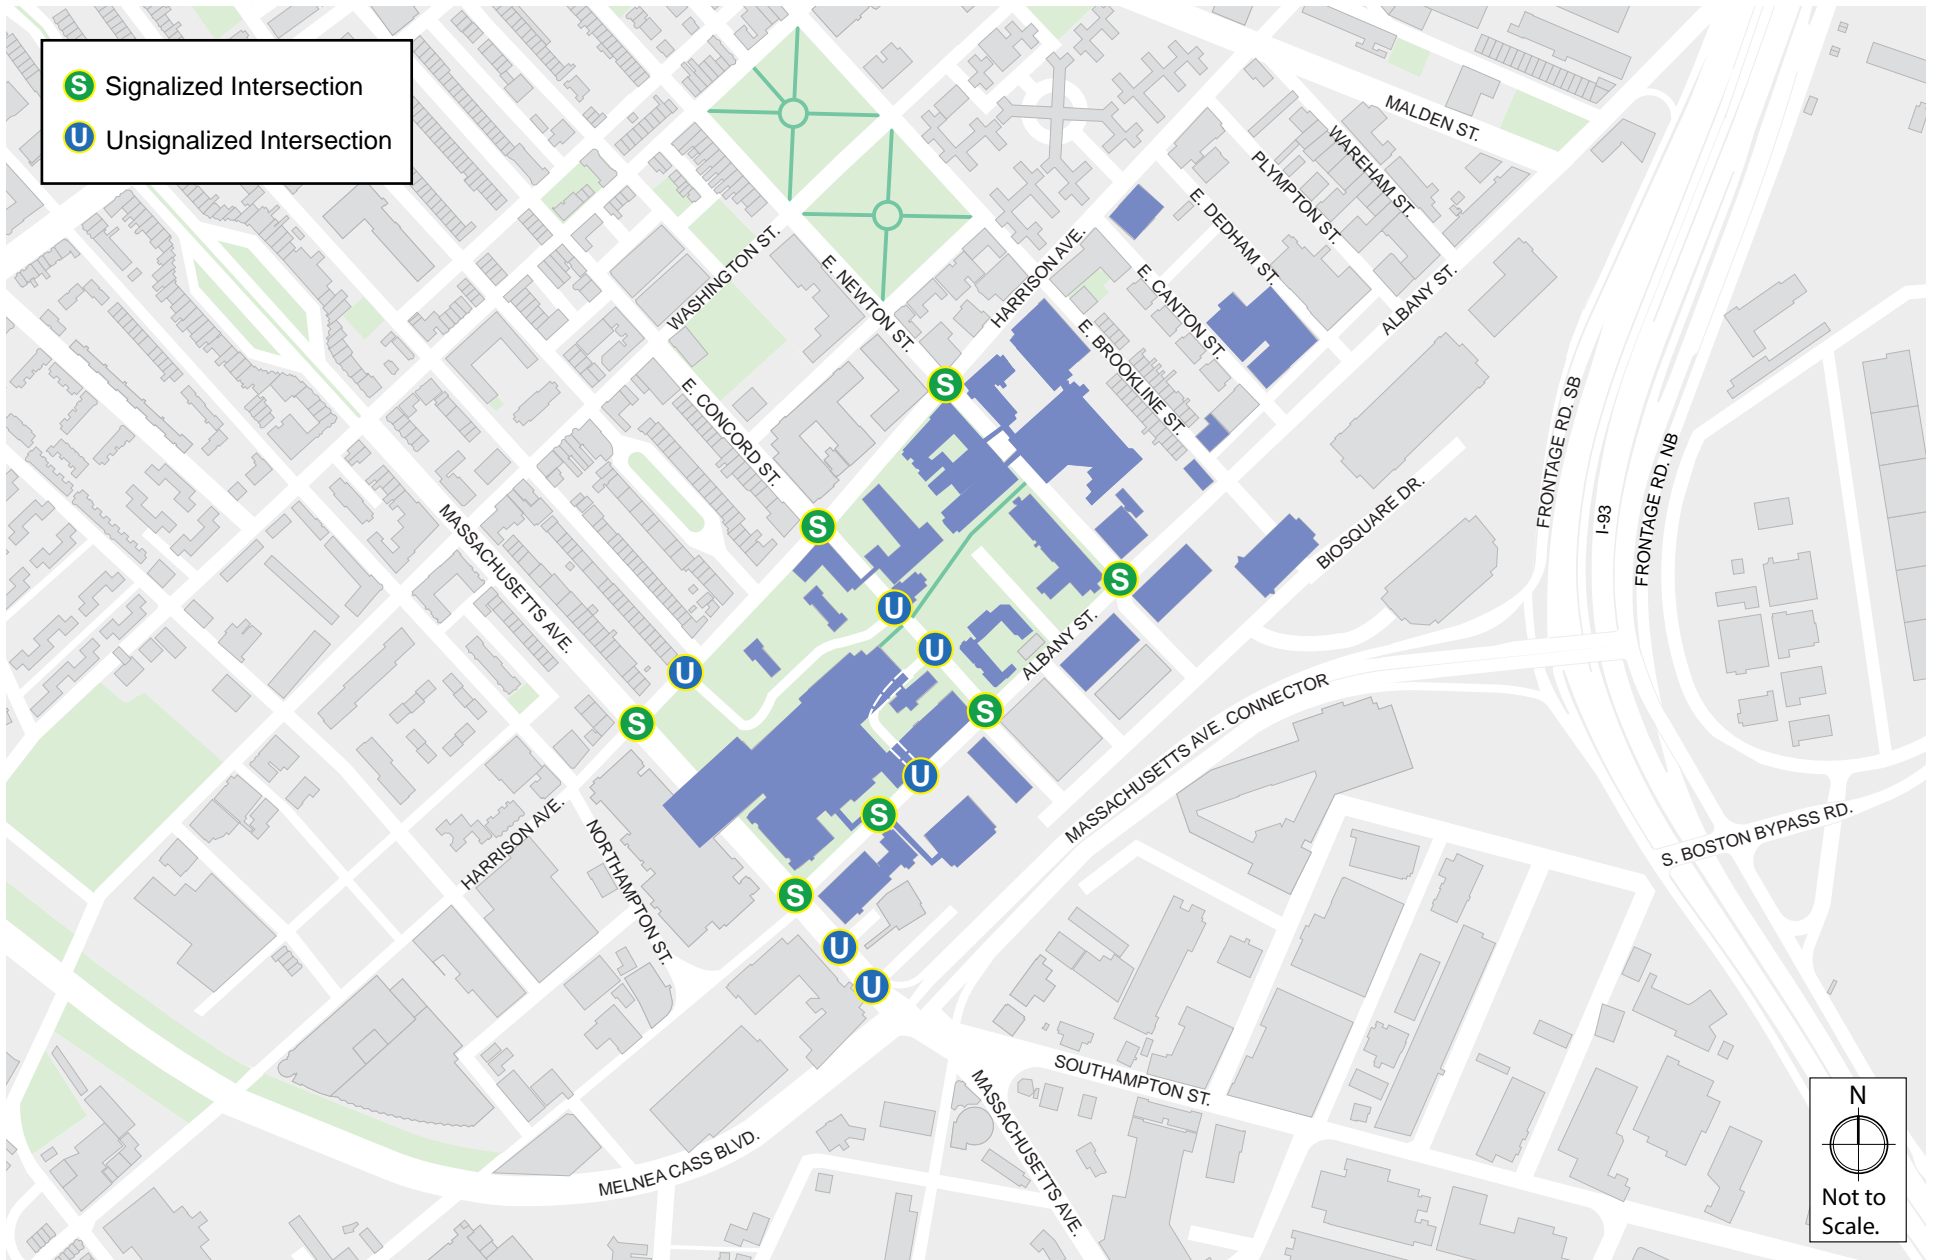 S Signalized Intersection
U Unsignalized Intersection
MALDEN ST.
WAREHAM ST.
PLYMPTON ST.
E. DEDHAM ST.
WASHINGTON ST.
E. NEWTON ST.
HARRISON AVE.
E. CANTON ST.
ALBANY ST.
E. BROOKLINE ST.
S
E. CONCORD ST.
FRONTAGE RD. SB
I-93
FRONTAGE RD. NB
MASSACHUSETTS AVE.
BIOSQUARE DR.
S
S
U
U
ALBANY ST.
U
S
S
MASSACHUSETTS AVE. CONNECTOR
U
S
HARRISON AVE.
NORTHAMPTON ST.
S. BOSTON BYPASS RD.
S
U
U
SOUTHAMPTON ST.
MASSACHUSETTS AVE.
MELNEA CASS BLVD.
N
Not to
Scale.